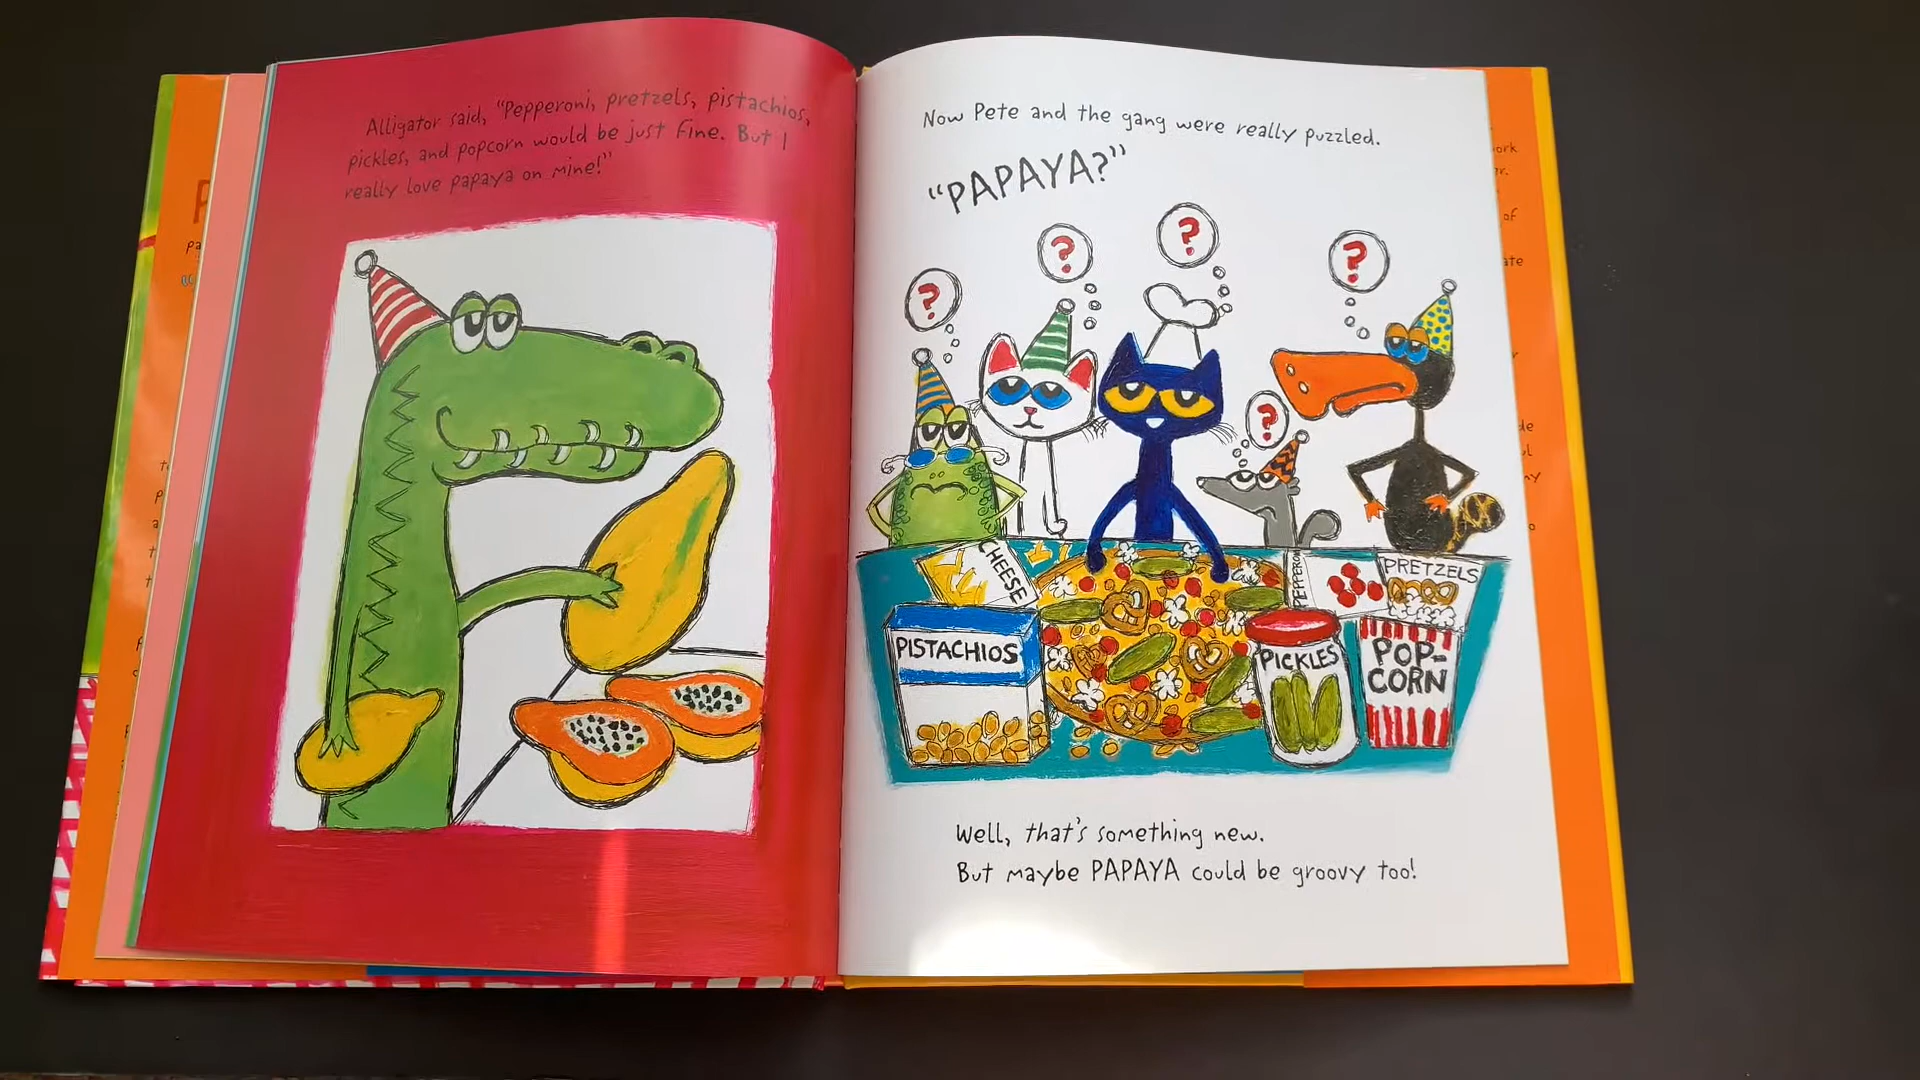 Alligator said, "Pepperoni, pretzels, pistachios,
pickles, and popcorn would be just fine. But I
really love papaya on mine!"
Now Pete and the gang were really puzzled.
"PAPAYA?"
?
?
?
?
?
CHEESE
PISTACHIOS
PEPPERONI
PRETZELS
PICKLES
POP-
CORN
Well, that's something new.
But maybe PAPAYA could be groovy too!